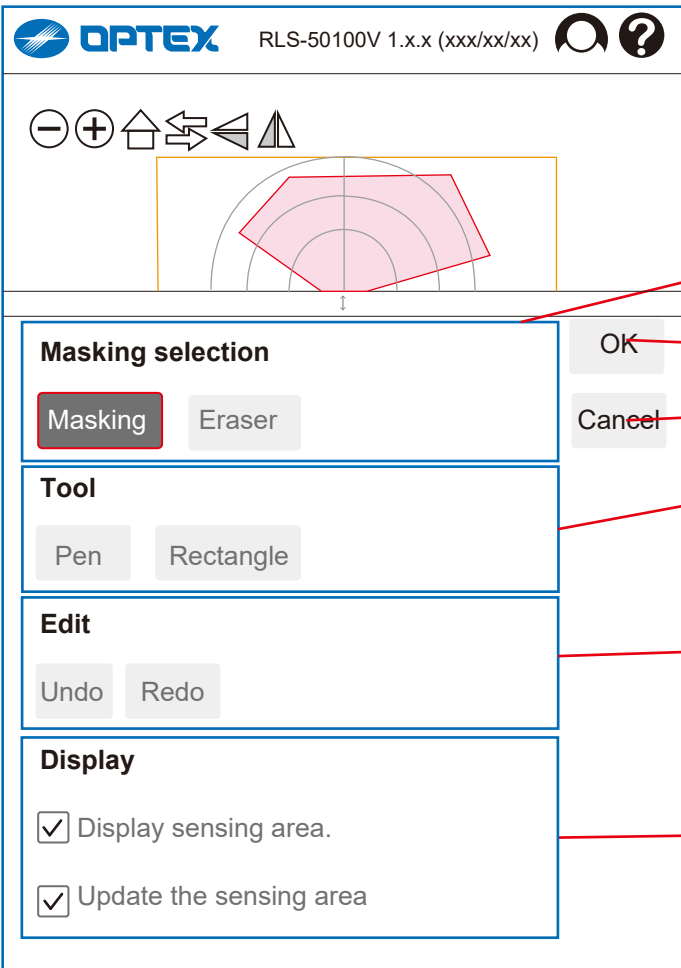 OPTEX RLS-50100V 1.x.x (xxx/xx/xx) ?
Masking selection
OK
Masking Eraser
Cancel
Tool
Pen Rectangle
Edit
Undo Redo
Display
Display sensing area.
Update the sensing area